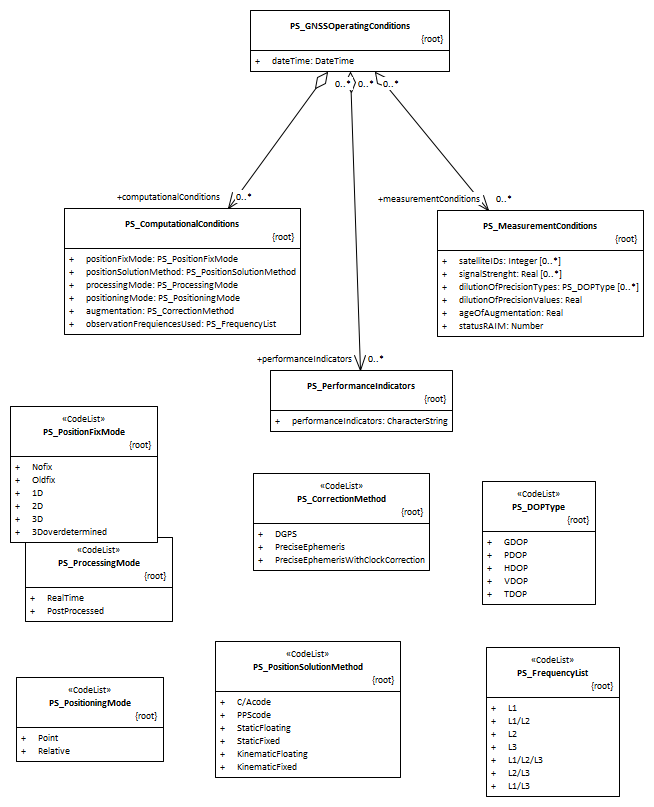 PS_GNSSOperatingConditions
{root}
+ dateTime: DateTime
0..* 0..* 0..*
+computationalConditions 0..*
+measurementConditions 0..*
PS_ComputationalConditions
{root}
+ positionFixMode: PS_PositionFixMode
+ positionSolutionMethod: PS_PositionSolutionMethod
+ processingMode: PS_ProcessingMode
+ positioningMode: PS_PositioningMode
+ augmentation: PS_CorrectionMethod
+ observationFrequiencesUsed: PS_FrequencyList
PS_MeasurementConditions
{root}
+ satelliteIDs: Integer [0..*]
+ signalStrenght: Real [0..*]
+ dilutionOfPrecisionTypes: PS_DOPType [0..*]
+ dilutionOfPrecisionValues: Real
+ ageOfAugmentation: Real
+ statusRAIM: Number
+performanceIndicators 0..*
PS_PerformanceIndicators
{root}
+ performanceIndicators: CharacterString
«CodeList»
PS_PositionFixMode
{root}
+ Nofix
+ Oldfix
+ 1D
+ 2D
+ 3D
+ 3Doverdetermined
«CodeList»
PS_ProcessingMode
{root}
+ RealTime
+ PostProcessed
«CodeList»
PS_CorrectionMethod
{root}
+ DGPS
+ PreciseEphemeris
+ PreciseEphemerisWithClockCorrection
«CodeList»
PS_DOPType
{root}
+ GDOP
+ PDOP
+ HDOP
+ VDOP
+ TDOP
«CodeList»
PS_PositioningMode
{root}
+ Point
+ Relative
«CodeList»
PS_PositionSolutionMethod
{root}
+ C/Acode
+ PPScode
+ StaticFloating
+ StaticFixed
+ KinematicFloating
+ KinematicFixed
«CodeList»
PS_FrequencyList
{root}
+ L1
+ L1/L2
+ L2
+ L3
+ L1/L2/L3
+ L2/L3
+ L1/L3